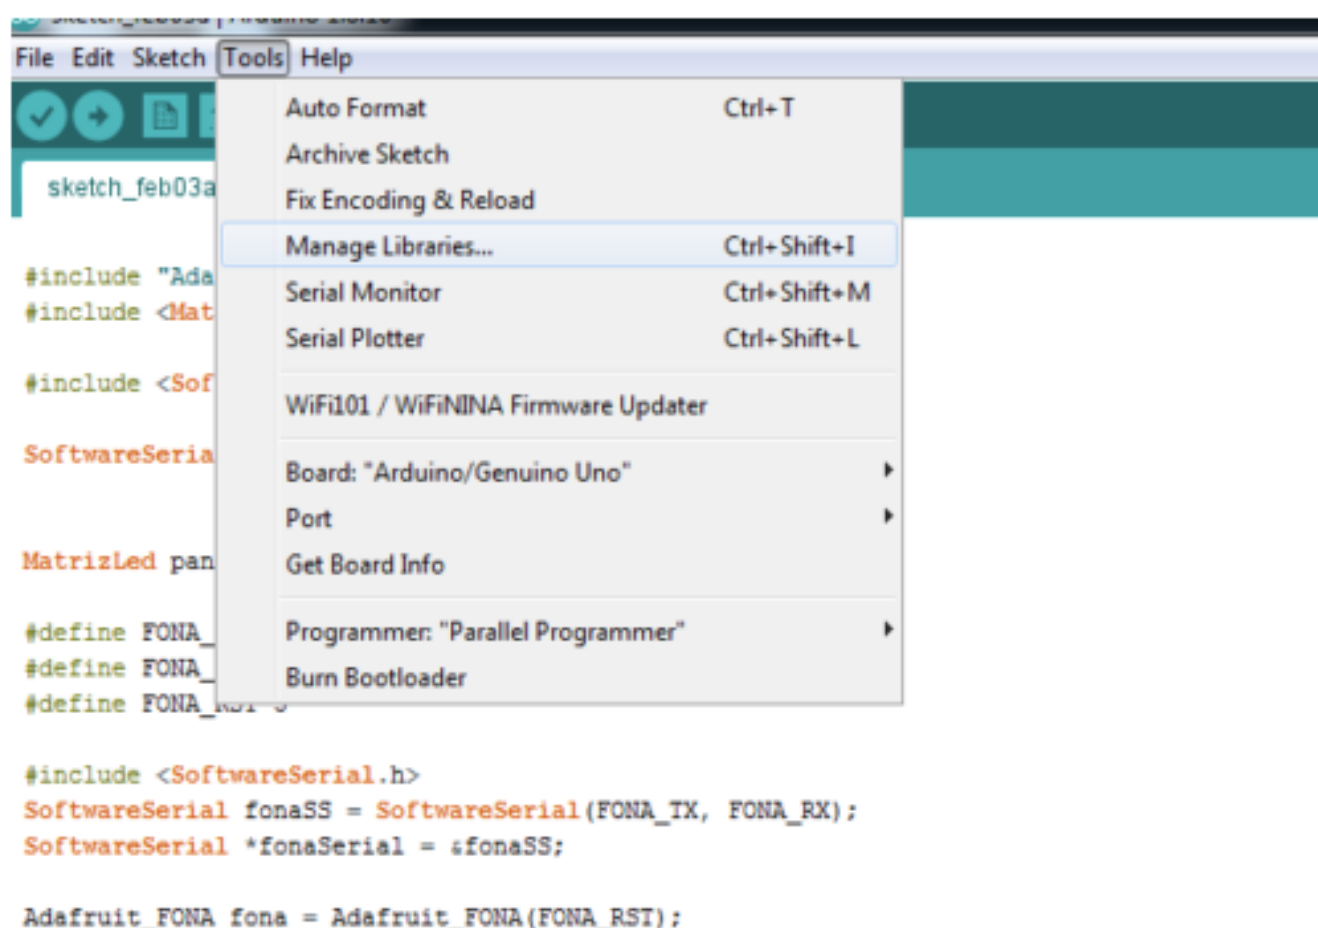 File Edit Sketch Tools Help
Auto Format Ctrl+T
Archive Sketch
sketch_feb03a
Fix Encoding & Reload
Manage Libraries... Ctrl+Shift+I
#include "Ada
Serial Monitor Ctrl+Shift+M
#include <Mat
Serial Plotter Ctrl+Shift+L
#include <Sof
WiFi101 / WiFiNINA Firmware Updater
SoftwareSeria
Board: "Arduino/Genuino Uno"
Port
MatrizLed pan
Get Board Info
#define FONA_
Programmer: "Parallel Programmer"
#define FONA_
Burn Bootloader
#define FONA_RST
#include <SoftwareSerial.h>
SoftwareSerial fonaSS = SoftwareSerial(FONA_TX, FONA_RX);
SoftwareSerial *fonaSerial = &fonaSS;
Adafruit_FONA fona = Adafruit_FONA(FONA_RST);